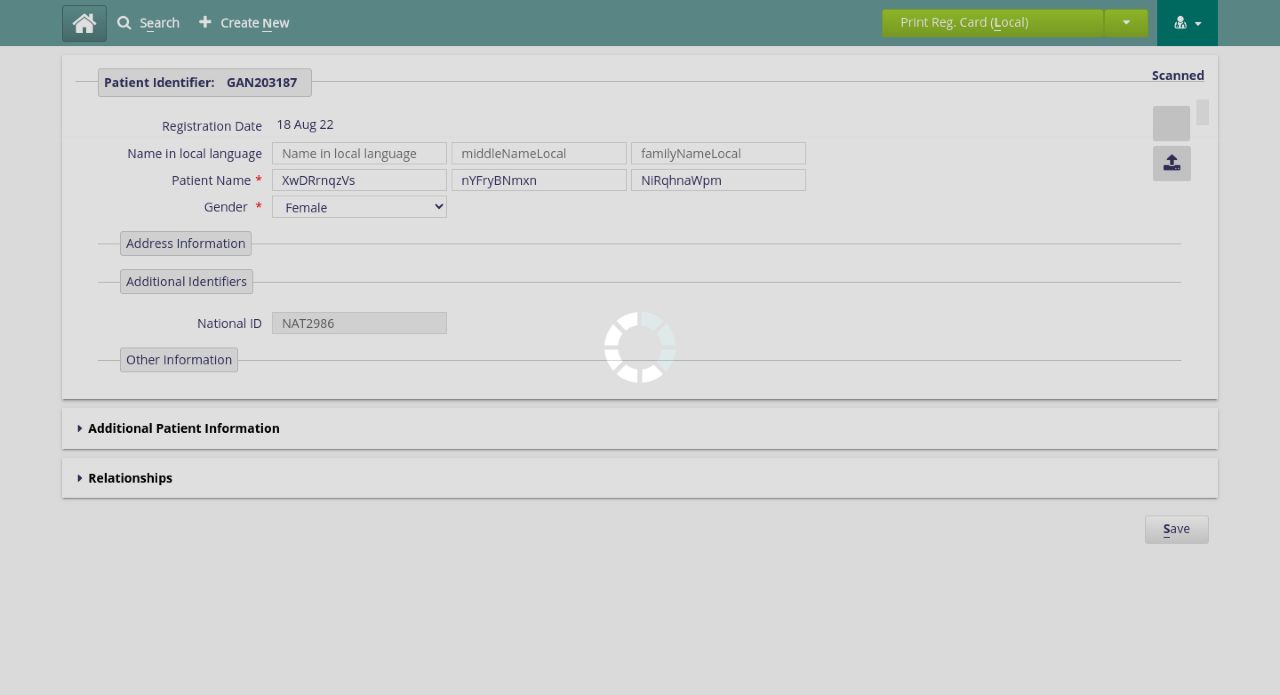 Search
Create New
Print Reg. Card (Local)
Patient Identifier: GAN203187
Scanned
Registration Date 18 Aug 22
Name in local language Name in local language middleNameLocal familyNameLocal
Patient Name * XwDRrnqzVs nYFryBNmxn NiRqhnaWpm
Gender * Female
Address Information
Additional Identifiers
National ID NAT2986
Other Information
Additional Patient Information
Relationships
Save